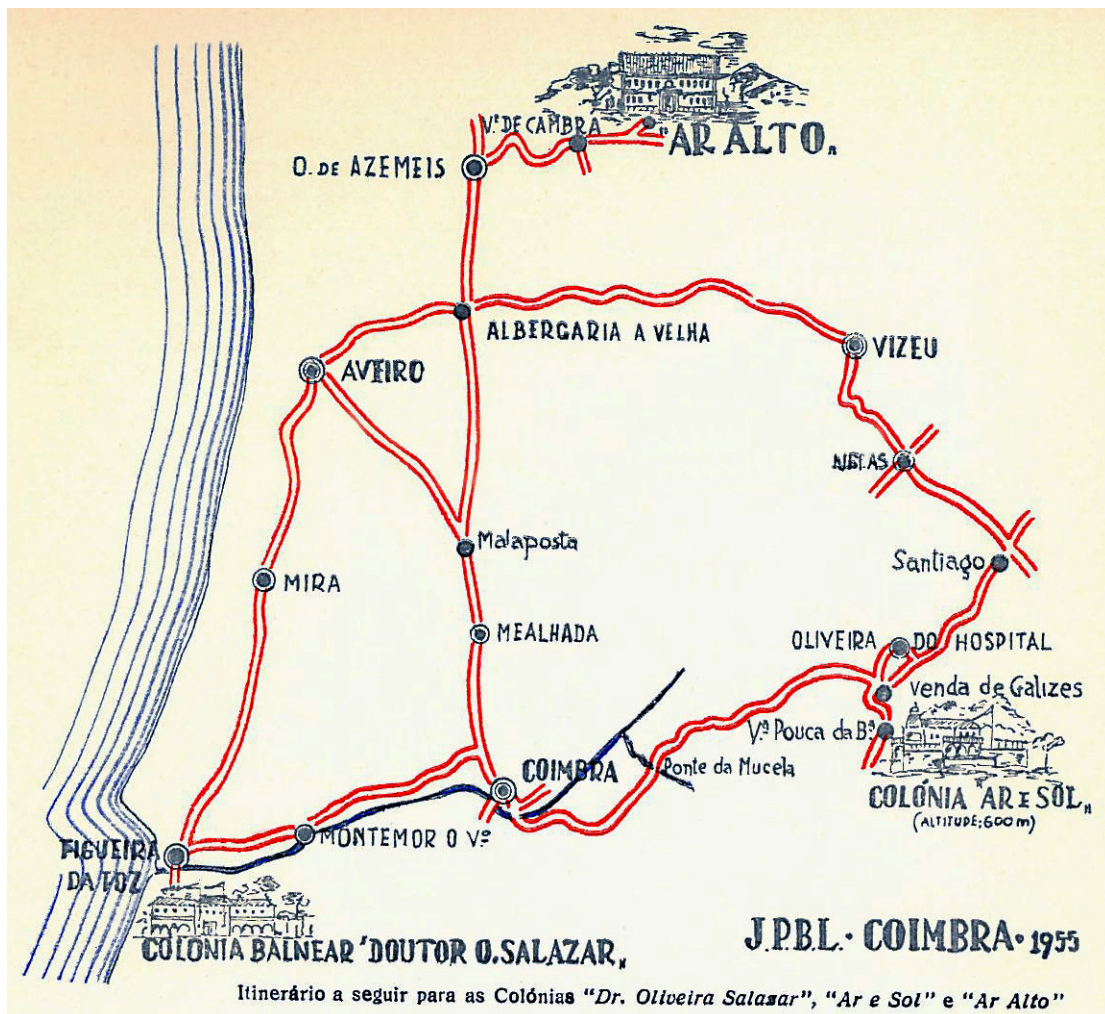 Vª. DE CAMBRA
"AR ALTO"
O. DE AZEMEIS
ALBERGARIA A VELHA
VIZEU
AVEIRO
NELAS
Malaposta
Santiago
MIRA
MEALHADA
OLIVEIRA DO HOSPITAL
Venda de Galizes
Vª. Pouca da Bª.
COIMBRA
Ponte da Mucela
COLONIA "AR E SOL"
(ALTITUDE: 600 m)
MONTEMOR O Vº.
FIGUEIRA
DA FOZ
COLONIA BALNEAR "DOUTOR O. SALAZAR"
J.P.B.L. · COIMBRA · 1955
Itinerário a seguir para as Colónias "Dr. Oliveira Salazar", "Ar e Sol" e "Ar Alto"